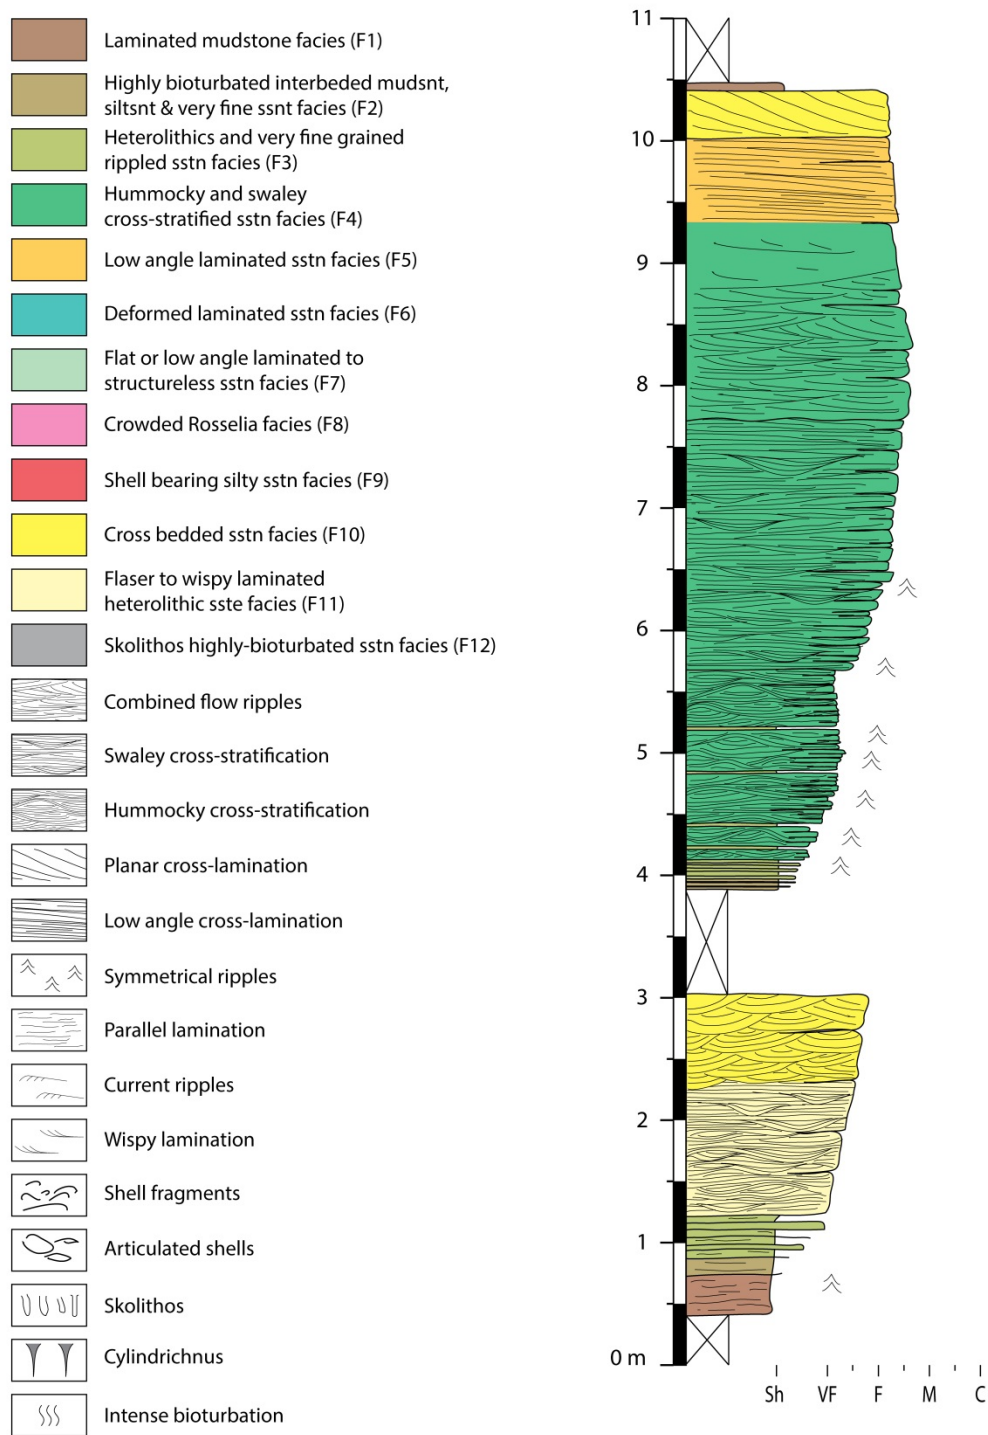 Laminated mudstone facies (F1)
Highly bioturbated interbeded mudsnt,
siltsnt & very fine ssnt facies (F2)
Heterolithics and very fine grained
rippled sstn facies (F3)
Hummocky and swaley
cross-stratified sstn facies (F4)
Low angle laminated sstn facies (F5)
Deformed laminated sstn facies (F6)
Flat or low angle laminated to
structureless sstn facies (F7)
Crowded Rosselia facies (F8)
Shell bearing silty sstn facies (F9)
Cross bedded sstn facies (F10)
Flaser to wispy laminated
heterolithic sste facies (F11)
Skolithos highly-bioturbated sstn facies (F12)
Combined flow ripples
Swaley cross-stratification
Hummocky cross-stratification
Planar cross-lamination
Low angle cross-lamination
Symmetrical ripples
Parallel lamination
Current ripples
Wispy lamination
Shell fragments
Articulated shells
Skolithos
Cylindrichnus
Intense bioturbation
11
10
9
8
7
6
5
4
3
2
1
0 m
Sh VF F M C